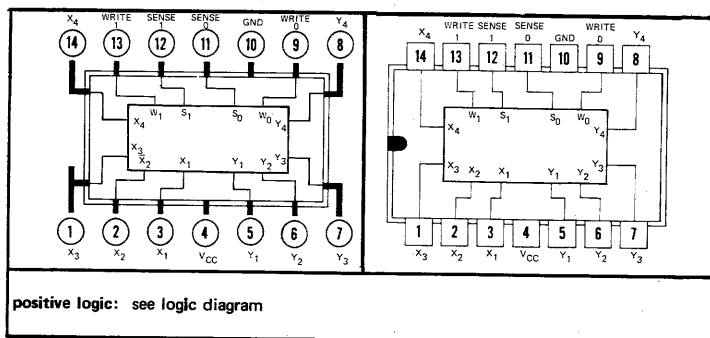 X4 WRITE 1 SENSE 1 SENSE 0 GND WRITE 0 Y4
14 13 12 11 10 9 8
W1 S1 S0 W0
X4 Y4
X3 Y3
X2 X1 Y1 Y2
1 2 3 4 5 6 7
X3 X2 X1 VCC Y1 Y2 Y3
X4 WRITE 1 SENSE 1 SENSE 0 GND WRITE 0 Y4
14 13 12 11 10 9 8
W1 S1 S0 W0
X4 Y4
X3 X2 X1 Y1 Y2 Y3
1 2 3 4 5 6 7
X3 X2 X1 VCC Y1 Y2 Y3
positive logic: see logic diagram